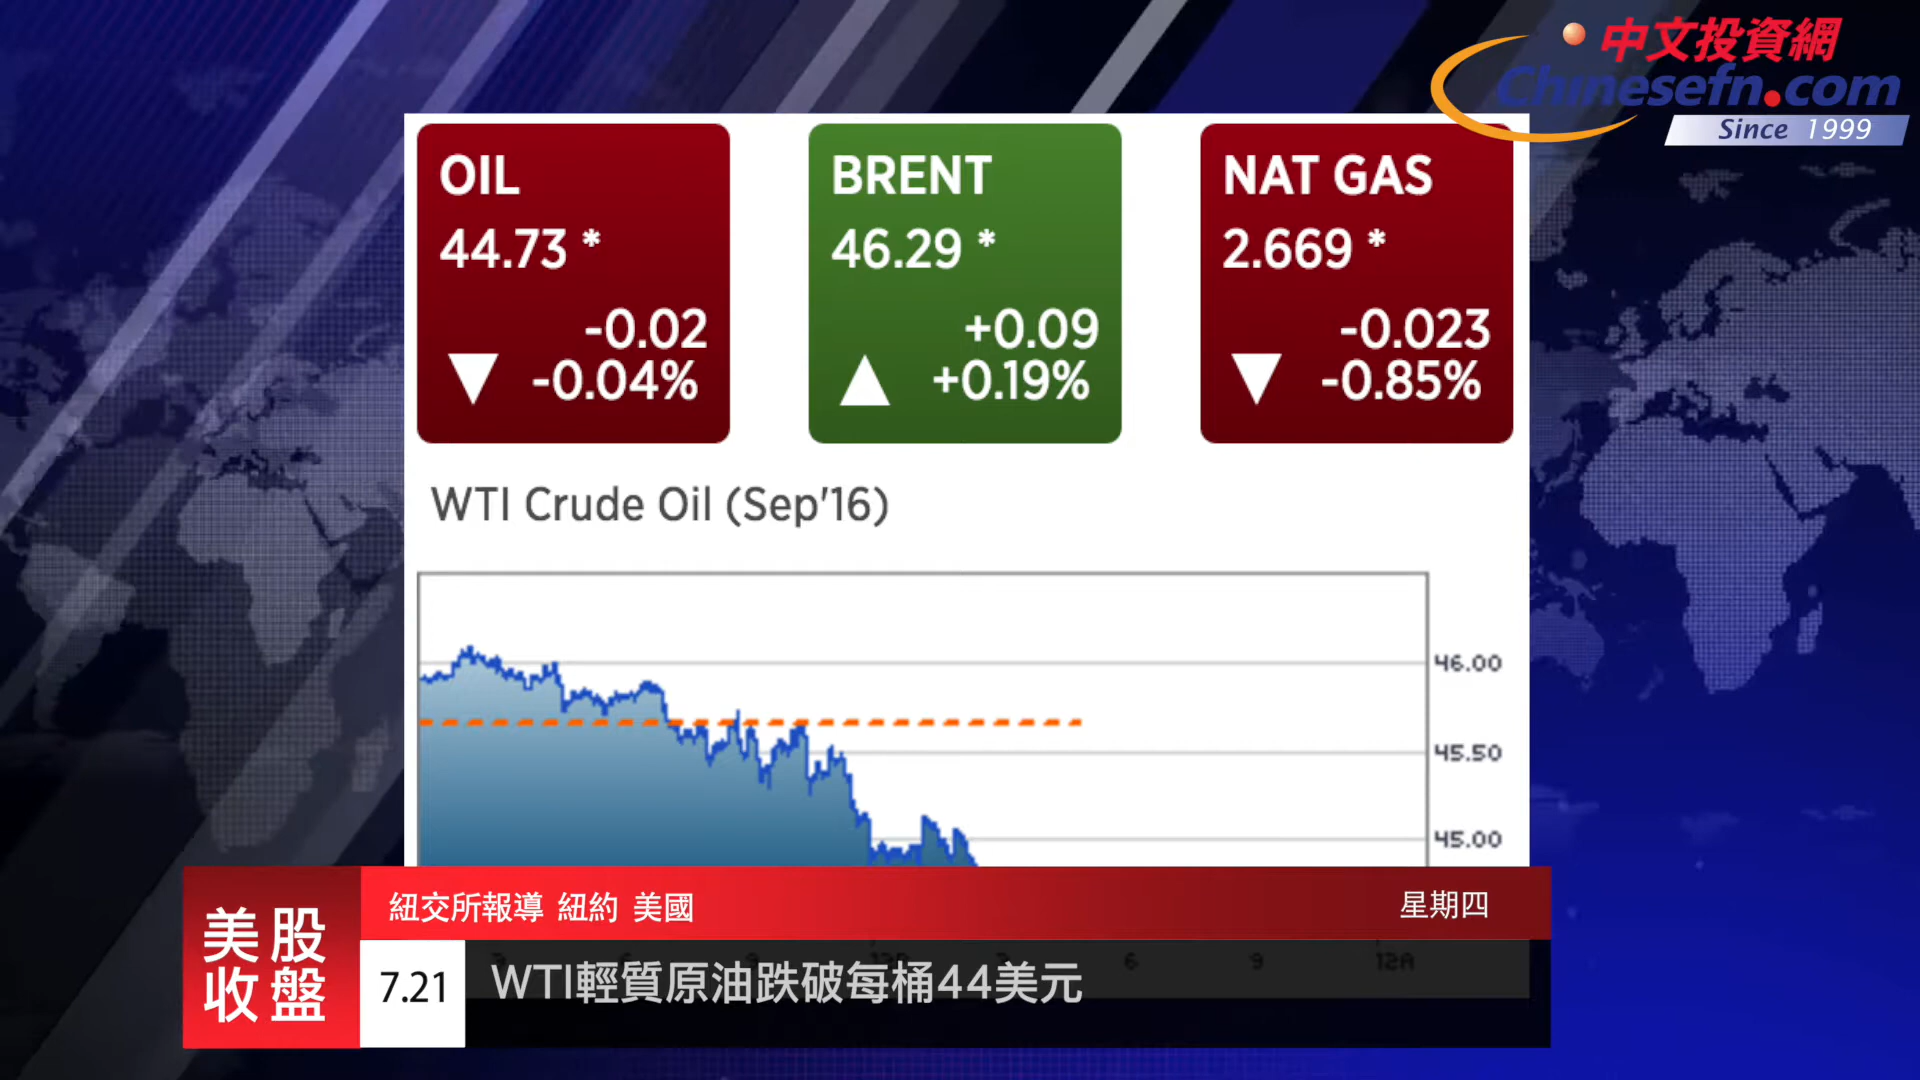 中文投資網
Chinesefn.com
Since 1999
OIL
44.73 *
-0.02
-0.04%
BRENT
46.29 *
+0.09
+0.19%
NAT GAS
2.669 *
-0.023
-0.85%
WTI Crude Oil (Sep'16)
46.00
45.50
45.00
6 9 12A
美股
收盤
紐交所報導 紐約 美國
星期四
7.21
WTI輕質原油跌破每桶44美元